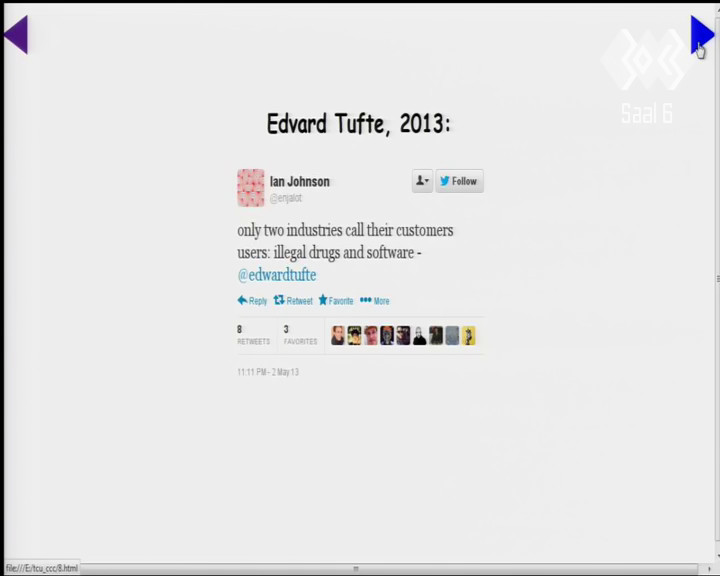 Saal 6
Edvard Tufte, 2013:
Ian Johnson
@enjalot
Follow
only two industries call their customers
users: illegal drugs and software -
@edwardtufte
Reply Retweet Favorite More
8 3
RETWEETS FAVORITES
11:11 PM - 2 May 13
file:///E:/tcu_ccc/8.html